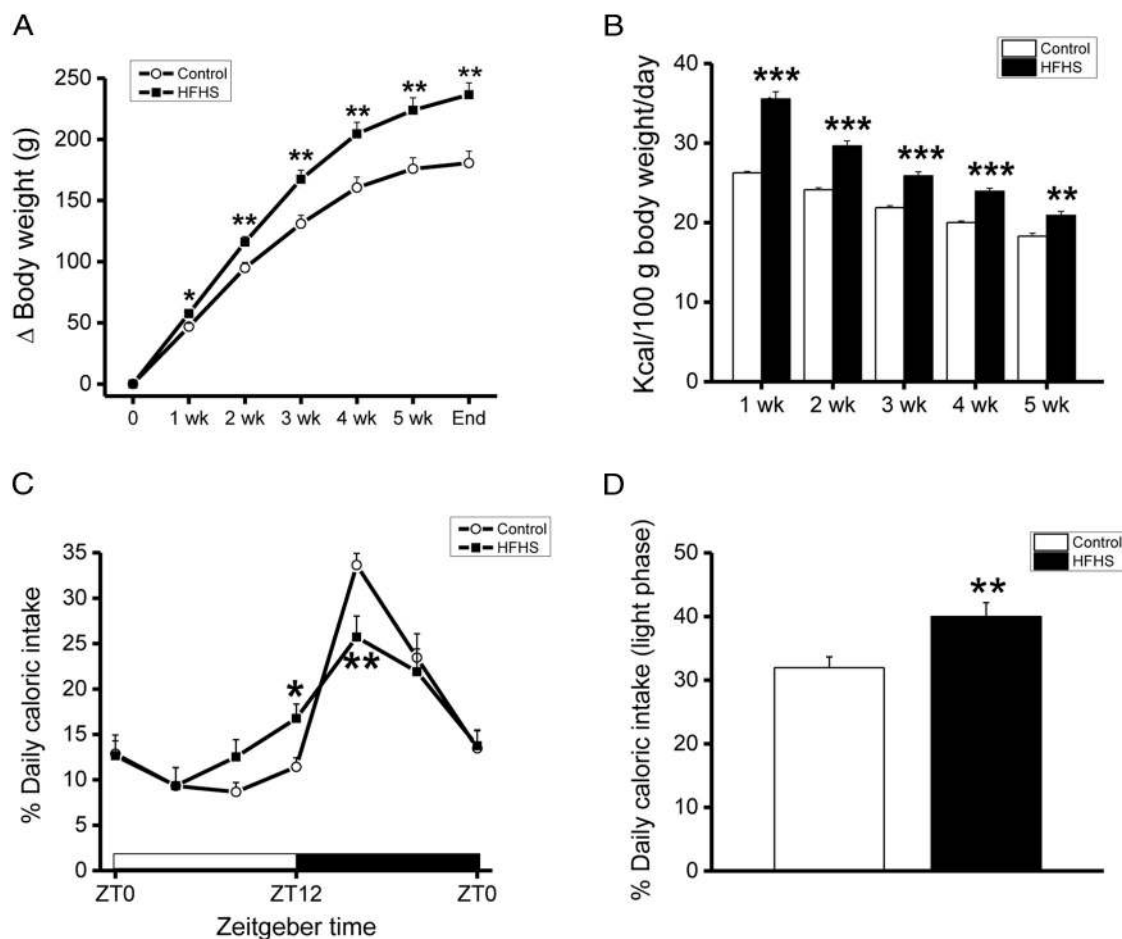 A
Control
HFHS
Δ Body weight (g)
250
200
150
100
50
0
** ** ** ** ** *
0 1 wk 2 wk 3 wk 4 wk 5 wk End
B
Control
HFHS
Kcal/100 g body weight/day
40
30
20
10
0
*** *** *** *** **
1 wk 2 wk 3 wk 4 wk 5 wk
C
Control
HFHS
% Daily caloric intake
35
30
25
20
15
10
5
0
* **
ZT0 ZT12 ZT0
Zeitgeber time
D
Control
HFHS
% Daily caloric intake (light phase)
50
40
30
20
10
0
**